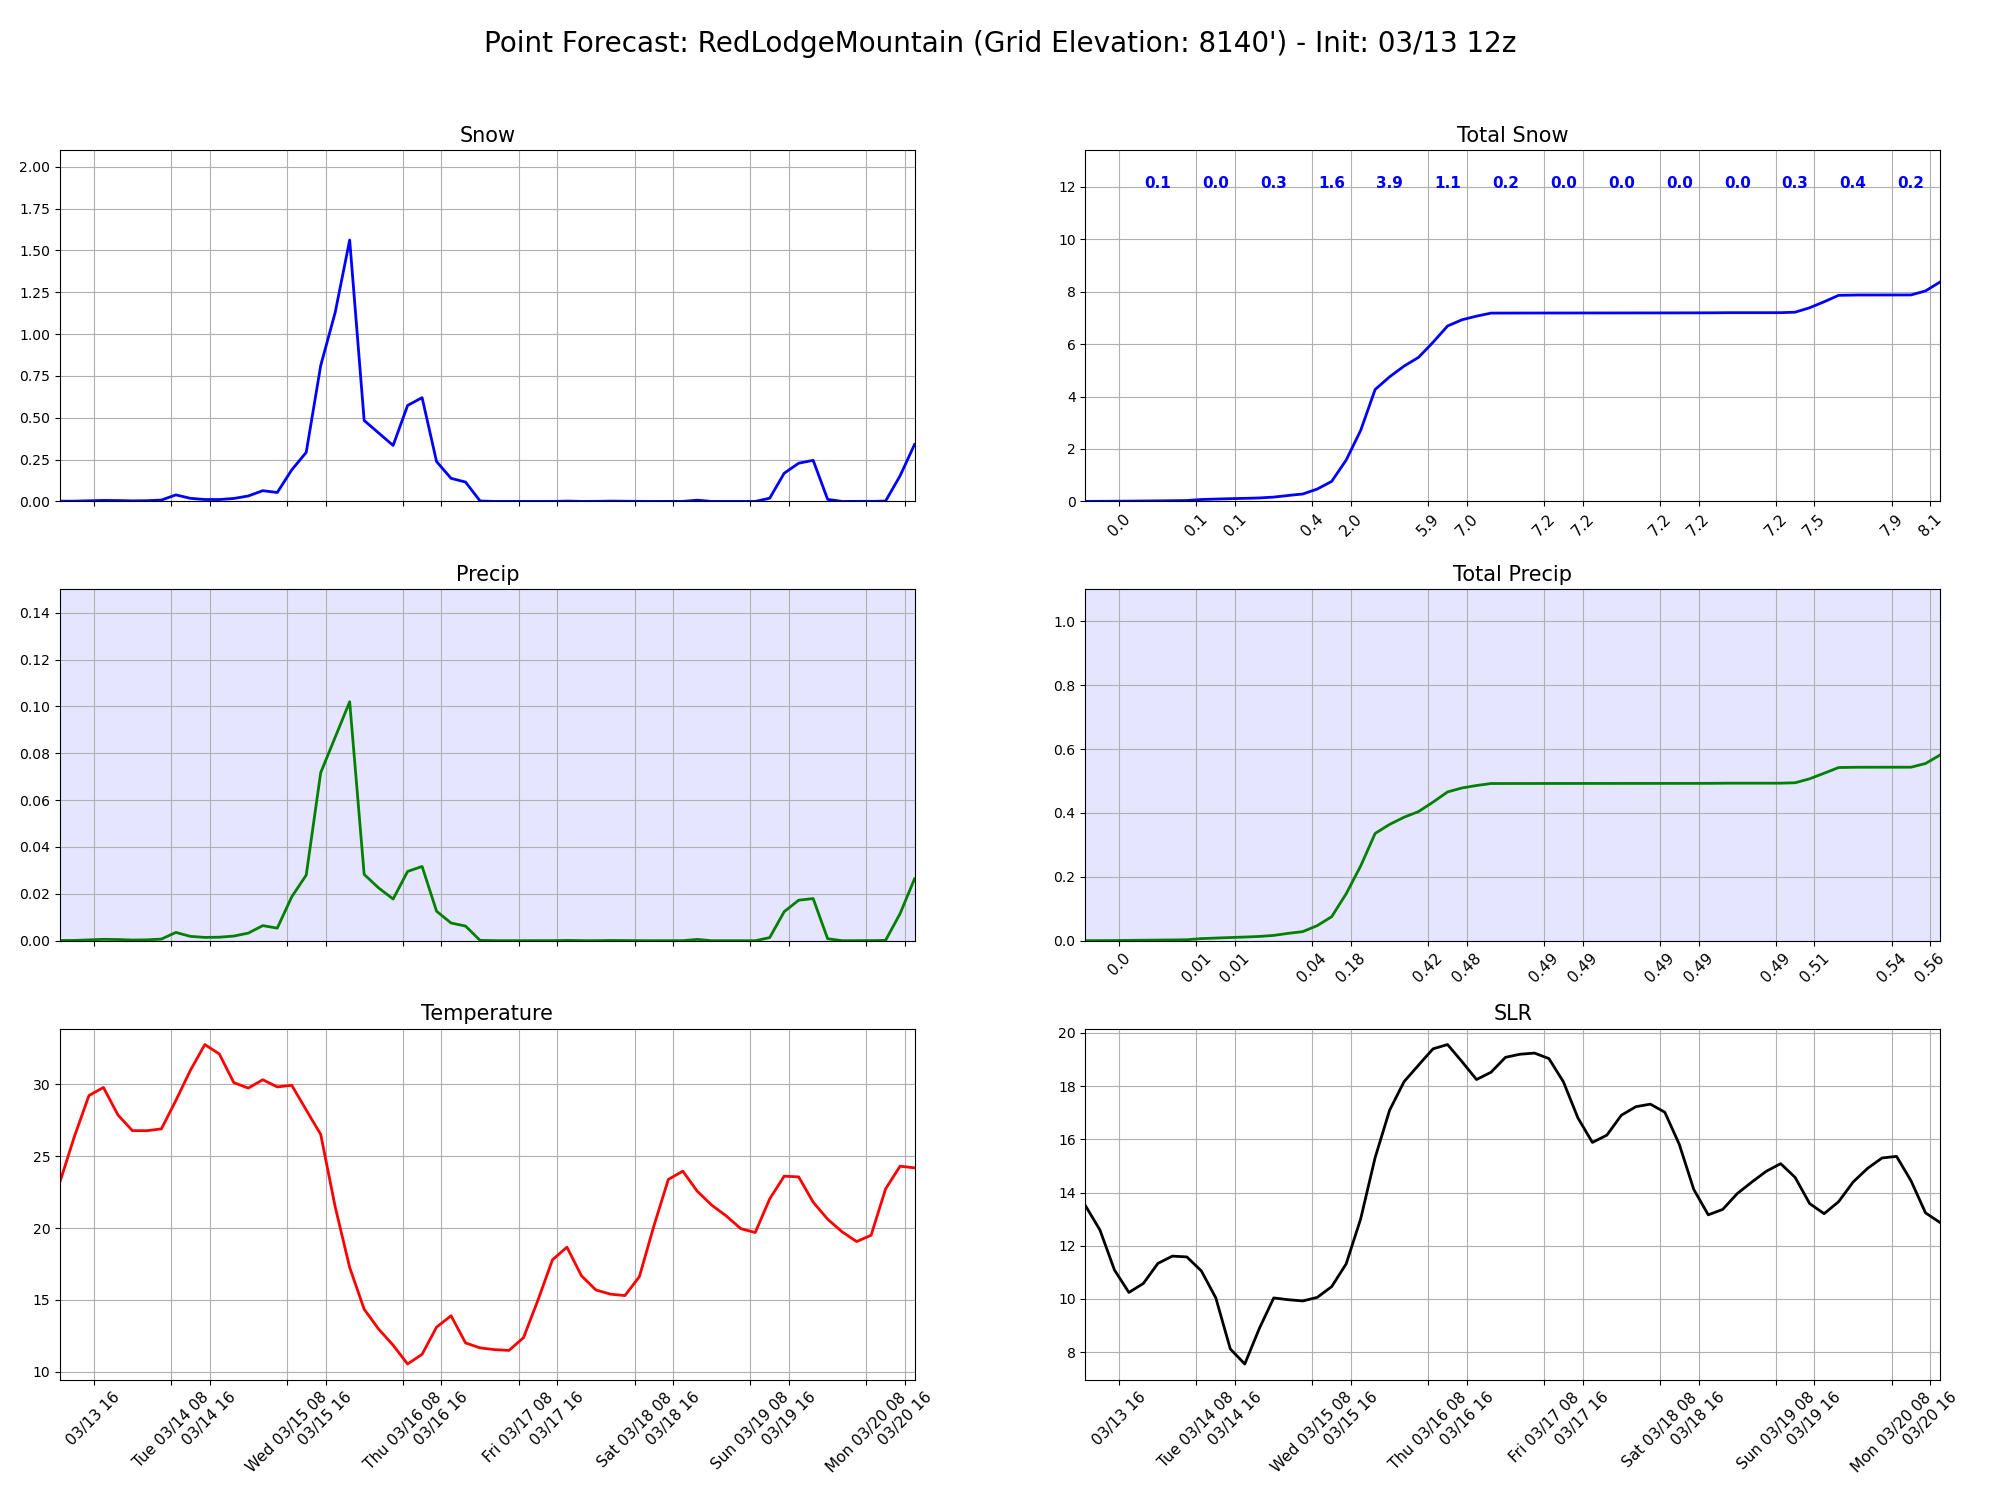 Point Forecast: RedLodgeMountain (Grid Elevation: 8140') - Init: 03/13 12z
Snow
2.00
1.75
1.50
1.25
1.00
0.75
0.50
0.25
0.00
Total Snow
0.1 0.0 0.3 1.6 3.9 1.1 0.2 0.0 0.0 0.0 0.0 0.3 0.4 0.2
12
10
8
6
4
2
0
0.0 0.1 0.1 0.4 2.0 5.9 7.0 7.2 7.2 7.2 7.2 7.2 7.5 7.9 8.1
Precip
0.14
0.12
0.10
0.08
0.06
0.04
0.02
0.00
Total Precip
1.0
0.8
0.6
0.4
0.2
0.0
0.0 0.01 0.01 0.04 0.18 0.42 0.48 0.49 0.49 0.49 0.49 0.49 0.51 0.54 0.56
Temperature
30
25
20
15
10
03/13 16
Tue 03/14 08
03/14 16
Wed 03/15 08
03/15 16
Thu 03/16 08
03/16 16
Fri 03/17 08
03/17 16
Sat 03/18 08
03/18 16
Sun 03/19 08
03/19 16
Mon 03/20 08
03/20 16
SLR
20
18
16
14
12
10
8
03/13 16
Tue 03/14 08
03/14 16
Wed 03/15 08
03/15 16
Thu 03/16 08
03/16 16
Fri 03/17 08
03/17 16
Sat 03/18 08
03/18 16
Sun 03/19 08
03/19 16
Mon 03/20 08
03/20 16